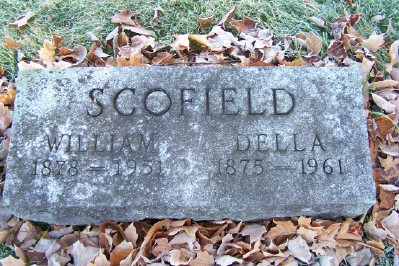 SCOFIELD
WILLIAM DELLA
1878 — 1951 1875 — 1961